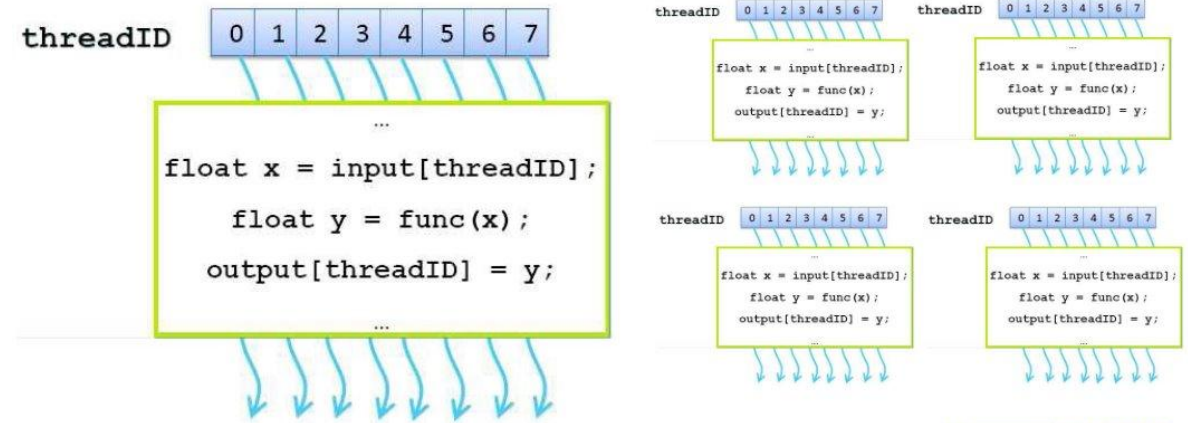 threadID 0 1 2 3 4 5 6 7
...
float x = input[threadID];
float y = func(x);
output[threadID] = y;
...
threadID 0 1 2 3 4 5 6 7
...
float x = input[threadID];
float y = func(x);
output[threadID] = y;
...
threadID 0 1 2 3 4 5 6 7
...
float x = input[threadID];
float y = func(x);
output[threadID] = y;
...
threadID 0 1 2 3 4 5 6 7
...
float x = input[threadID];
float y = func(x);
output[threadID] = y;
...
threadID 0 1 2 3 4 5 6 7
...
float x = input[threadID];
float y = func(x);
output[threadID] = y;
...